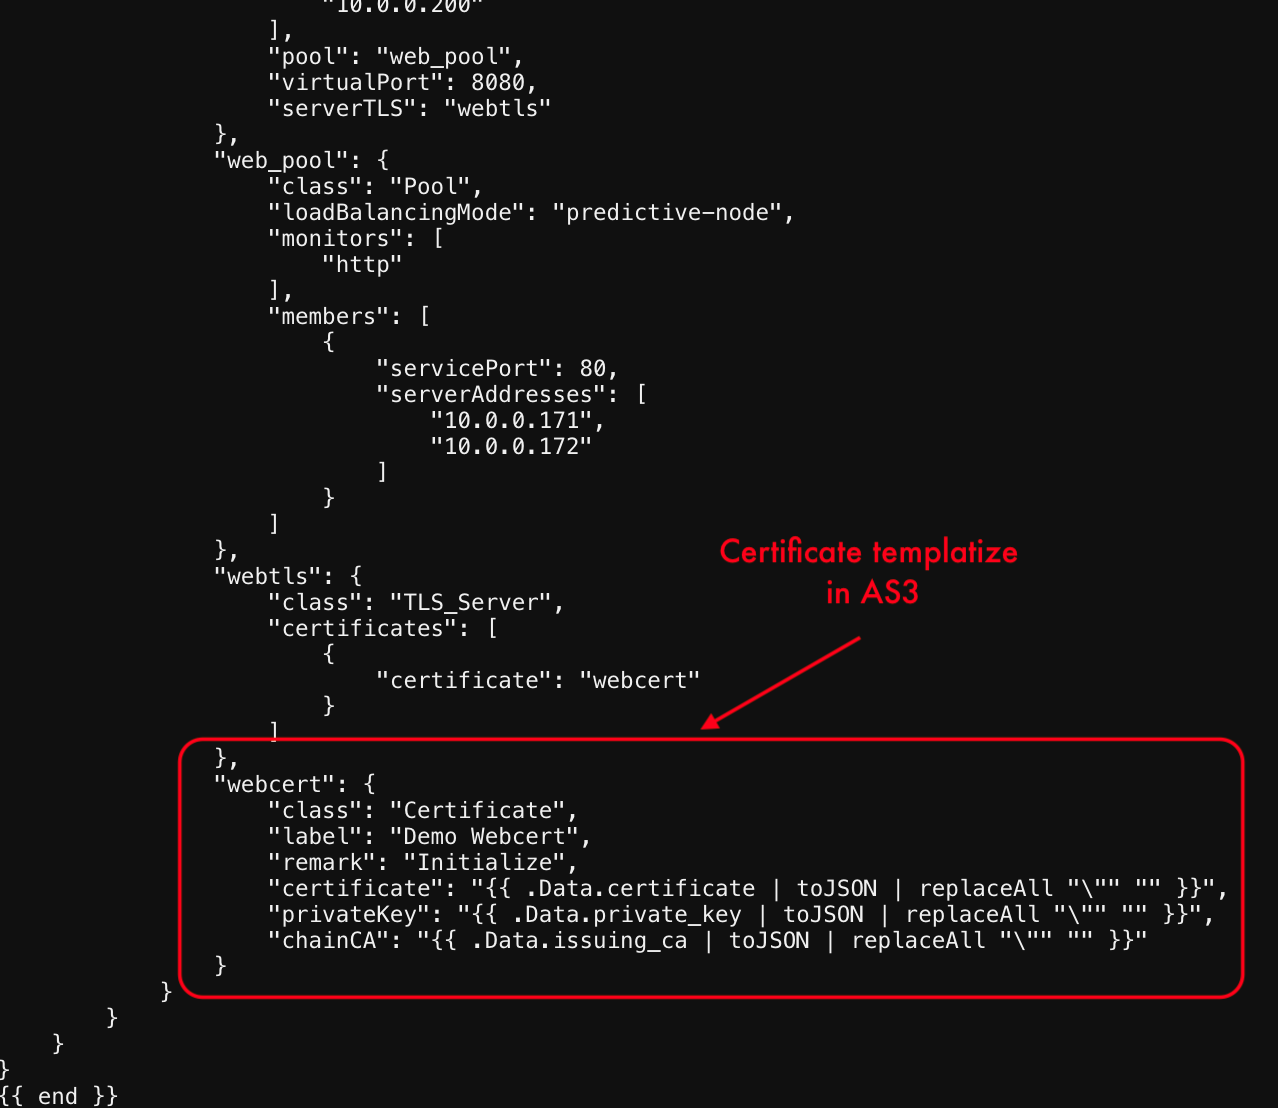 "10.0.0.200"
],
"pool": "web_pool",
"virtualPort": 8080,
"serverTLS": "webtls"
},
"web_pool": {
"class": "Pool",
"loadBalancingMode": "predictive-node",
"monitors": [
"http"
],
"members": [
{
"servicePort": 80,
"serverAddresses": [
"10.0.0.171",
"10.0.0.172"
]
}
]
},
Certificate templatize
in AS3
"webtls": {
"class": "TLS_Server",
"certificates": [
{
"certificate": "webcert"
}
]
},
"webcert": {
"class": "Certificate",
"label": "Demo Webcert",
"remark": "Initialize",
"certificate": "{{ .Data.certificate | toJSON | replaceAll "\"" "" }}",
"privateKey": "{{ .Data.private_key | toJSON | replaceAll "\"" "" }}",
"chainCA": "{{ .Data.issuing_ca | toJSON | replaceAll "\"" "" }}"
}
}
}
}
}
{{ end }}